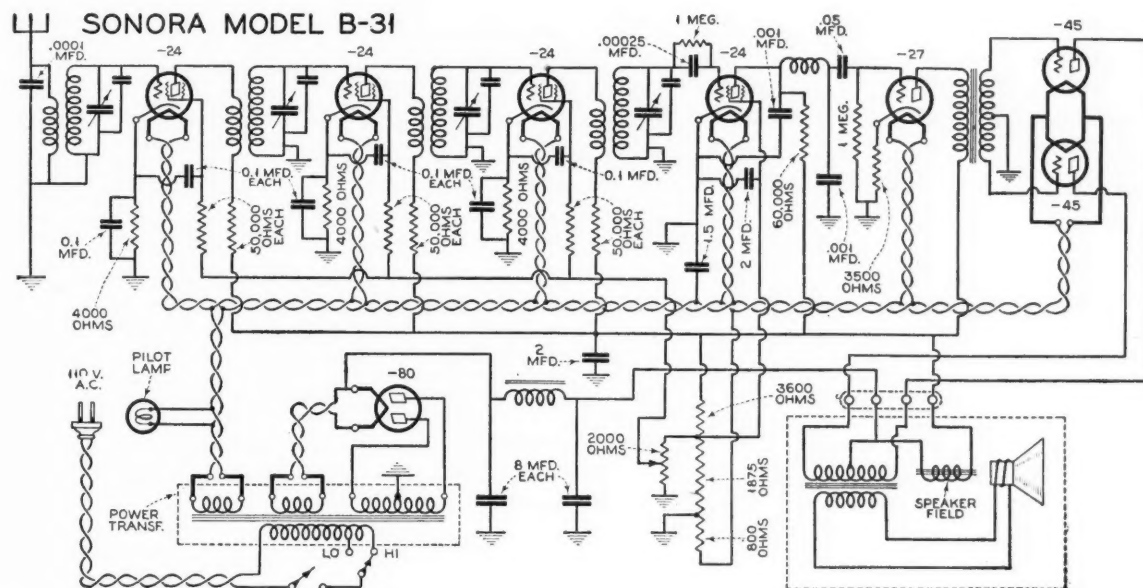 SONORA MODEL B-31
.0001
MFD.
-24
-24
-24
1 MEG.
.00025
MFD.
-24
.001
MFD.
.05
MFD.
-27
-45
0.1 MFD.
EACH
0.1 MFD.
EACH
0.1 MFD.
0.1
MFD.
4000
OHMS
50,000
OHMS
EACH
4000 OHMS
50,000
OHMS
EACH
4000 OHMS
50,000
OHMS
EACH
1.5 MFD.
2 MFD.
60,000
OHMS
1 MEG.
.001
MFD.
3500
OHMS
-45
PILOT
LAMP
110 V.
A.C.
-80
2
MFD.
3600
OHMS
2000
OHMS
1875
OHMS
800
OHMS
8 MFD.
EACH
POWER
TRANSF.
LO
HI
SPEAKER
FIELD